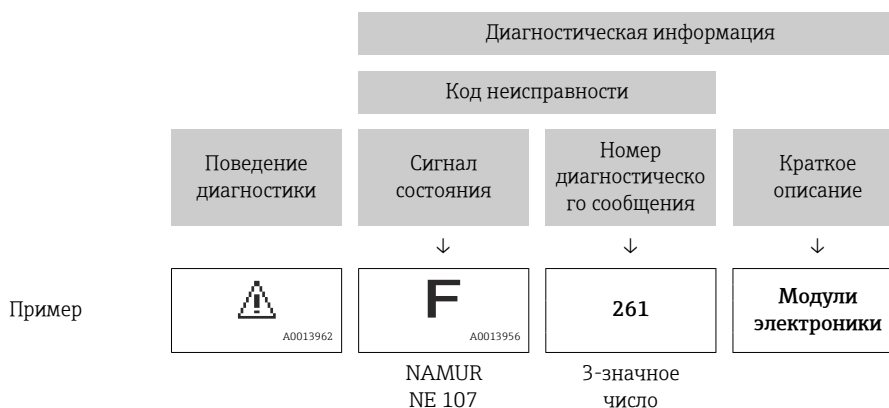 Диагностическая информация
Код неисправности
Поведение
диагностики
Сигнал
состояния
Номер
диагностическо
го сообщения
Краткое
описание
↓ ↓ ↓
Пример
A0013962
F
A0013956
261
Модули
электроники
NAMUR
NE 107
3-значное
число